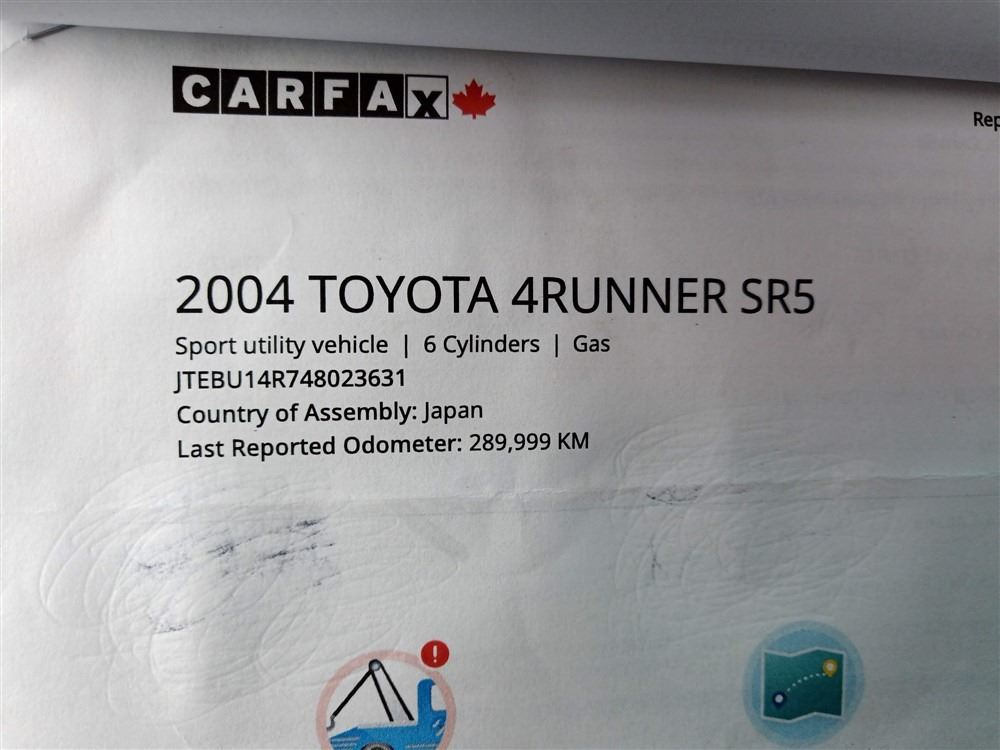 CARFAX
Rep
2004 TOYOTA 4RUNNER SR5
Sport utility vehicle | 6 Cylinders | Gas
JTEBU14R748023631
Country of Assembly: Japan
Last Reported Odometer: 289,999 KM
!